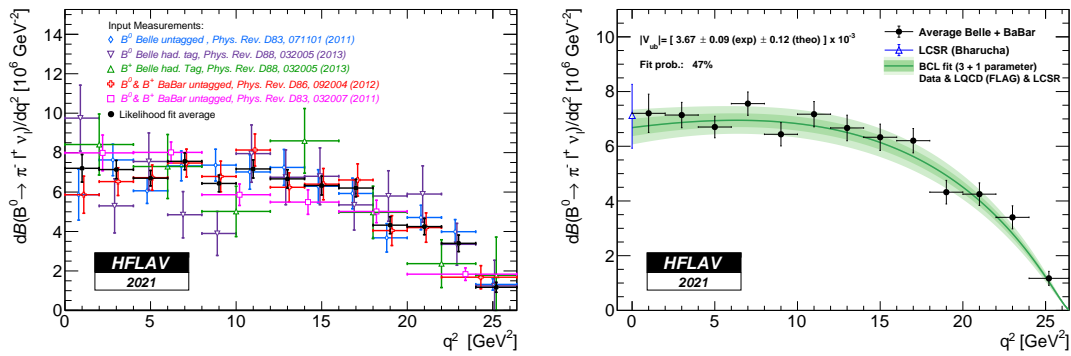 dB(B⁰→ π⁻ l⁺ νₗ)/dq² [10⁶ GeV⁻²]
16
14
12
10
8
6
4
2
0
Input Measurements:
B⁰ Belle untagged , Phys. Rev. D83, 071101 (2011)
B⁰ Belle had. tag, Phys. Rev. D88, 032005 (2013)
B⁺ Belle had. Tag, Phys. Rev. D88, 032005 (2013)
B⁰ & B⁺ BaBar untagged, Phys. Rev. D86, 092004 (2012)
B⁰ & B⁺ BaBar untagged, Phys. Rev. D83, 032007 (2011)
Likelihood fit average
HFLAV
2021
0 5 10 15 20 25
q² [GeV²]
dB(B⁰→ π⁻ l⁺ νₗ)/dq² [10⁶ GeV⁻²]
10
8
6
4
2
0
|V_ub|= [ 3.67 ± 0.09 (exp) ± 0.12 (theo) ] x 10⁻³
Fit prob.: 47%
Average Belle + BaBar
LCSR (Bharucha)
BCL fit (3 + 1 parameter)
Data & LQCD (FLAG) & LCSR
HFLAV
2021
0 5 10 15 20 25
q² [GeV²]